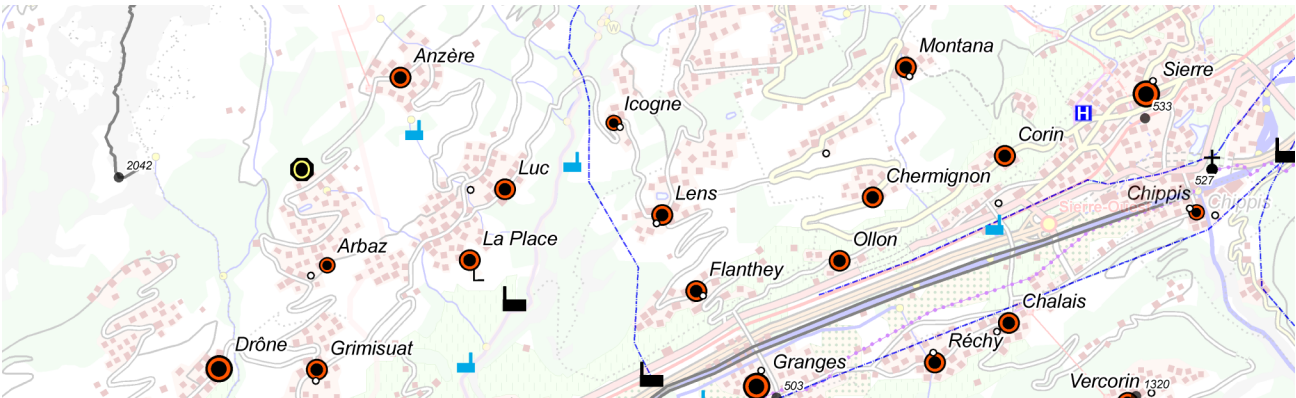 Montana
Anzère
Sierre
Icogne
533
Corin
H
2042
Luc
Chermignon
527
Lens
Chippis
Chippis
La Place
Ollon
Arbaz
Flanthey
Chalais
Drône
Grimisuat
Granges
Réchy
503
Vercorin 1320